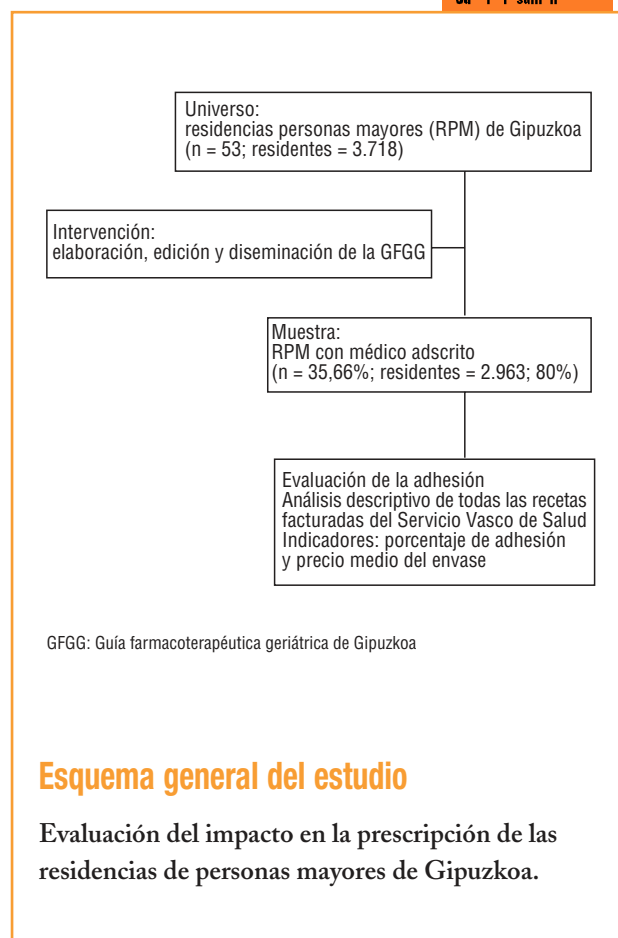 Universo:
residencias personas mayores (RPM) de Gipuzkoa
(n = 53; residentes = 3.718)
Intervención:
elaboración, edición y diseminación de la GFGG
Muestra:
RPM con médico adscrito
(n = 35,66%; residentes = 2.963; 80%)
Evaluación de la adhesión
Análisis descriptivo de todas las recetas
facturadas del Servicio Vasco de Salud
Indicadores: porcentaje de adhesión
y precio medio del envase
GFGG: Guía farmacoterapéutica geriátrica de Gipuzkoa
Esquema general del estudio
Evaluación del impacto en la prescripción de las
residencias de personas mayores de Gipuzkoa.